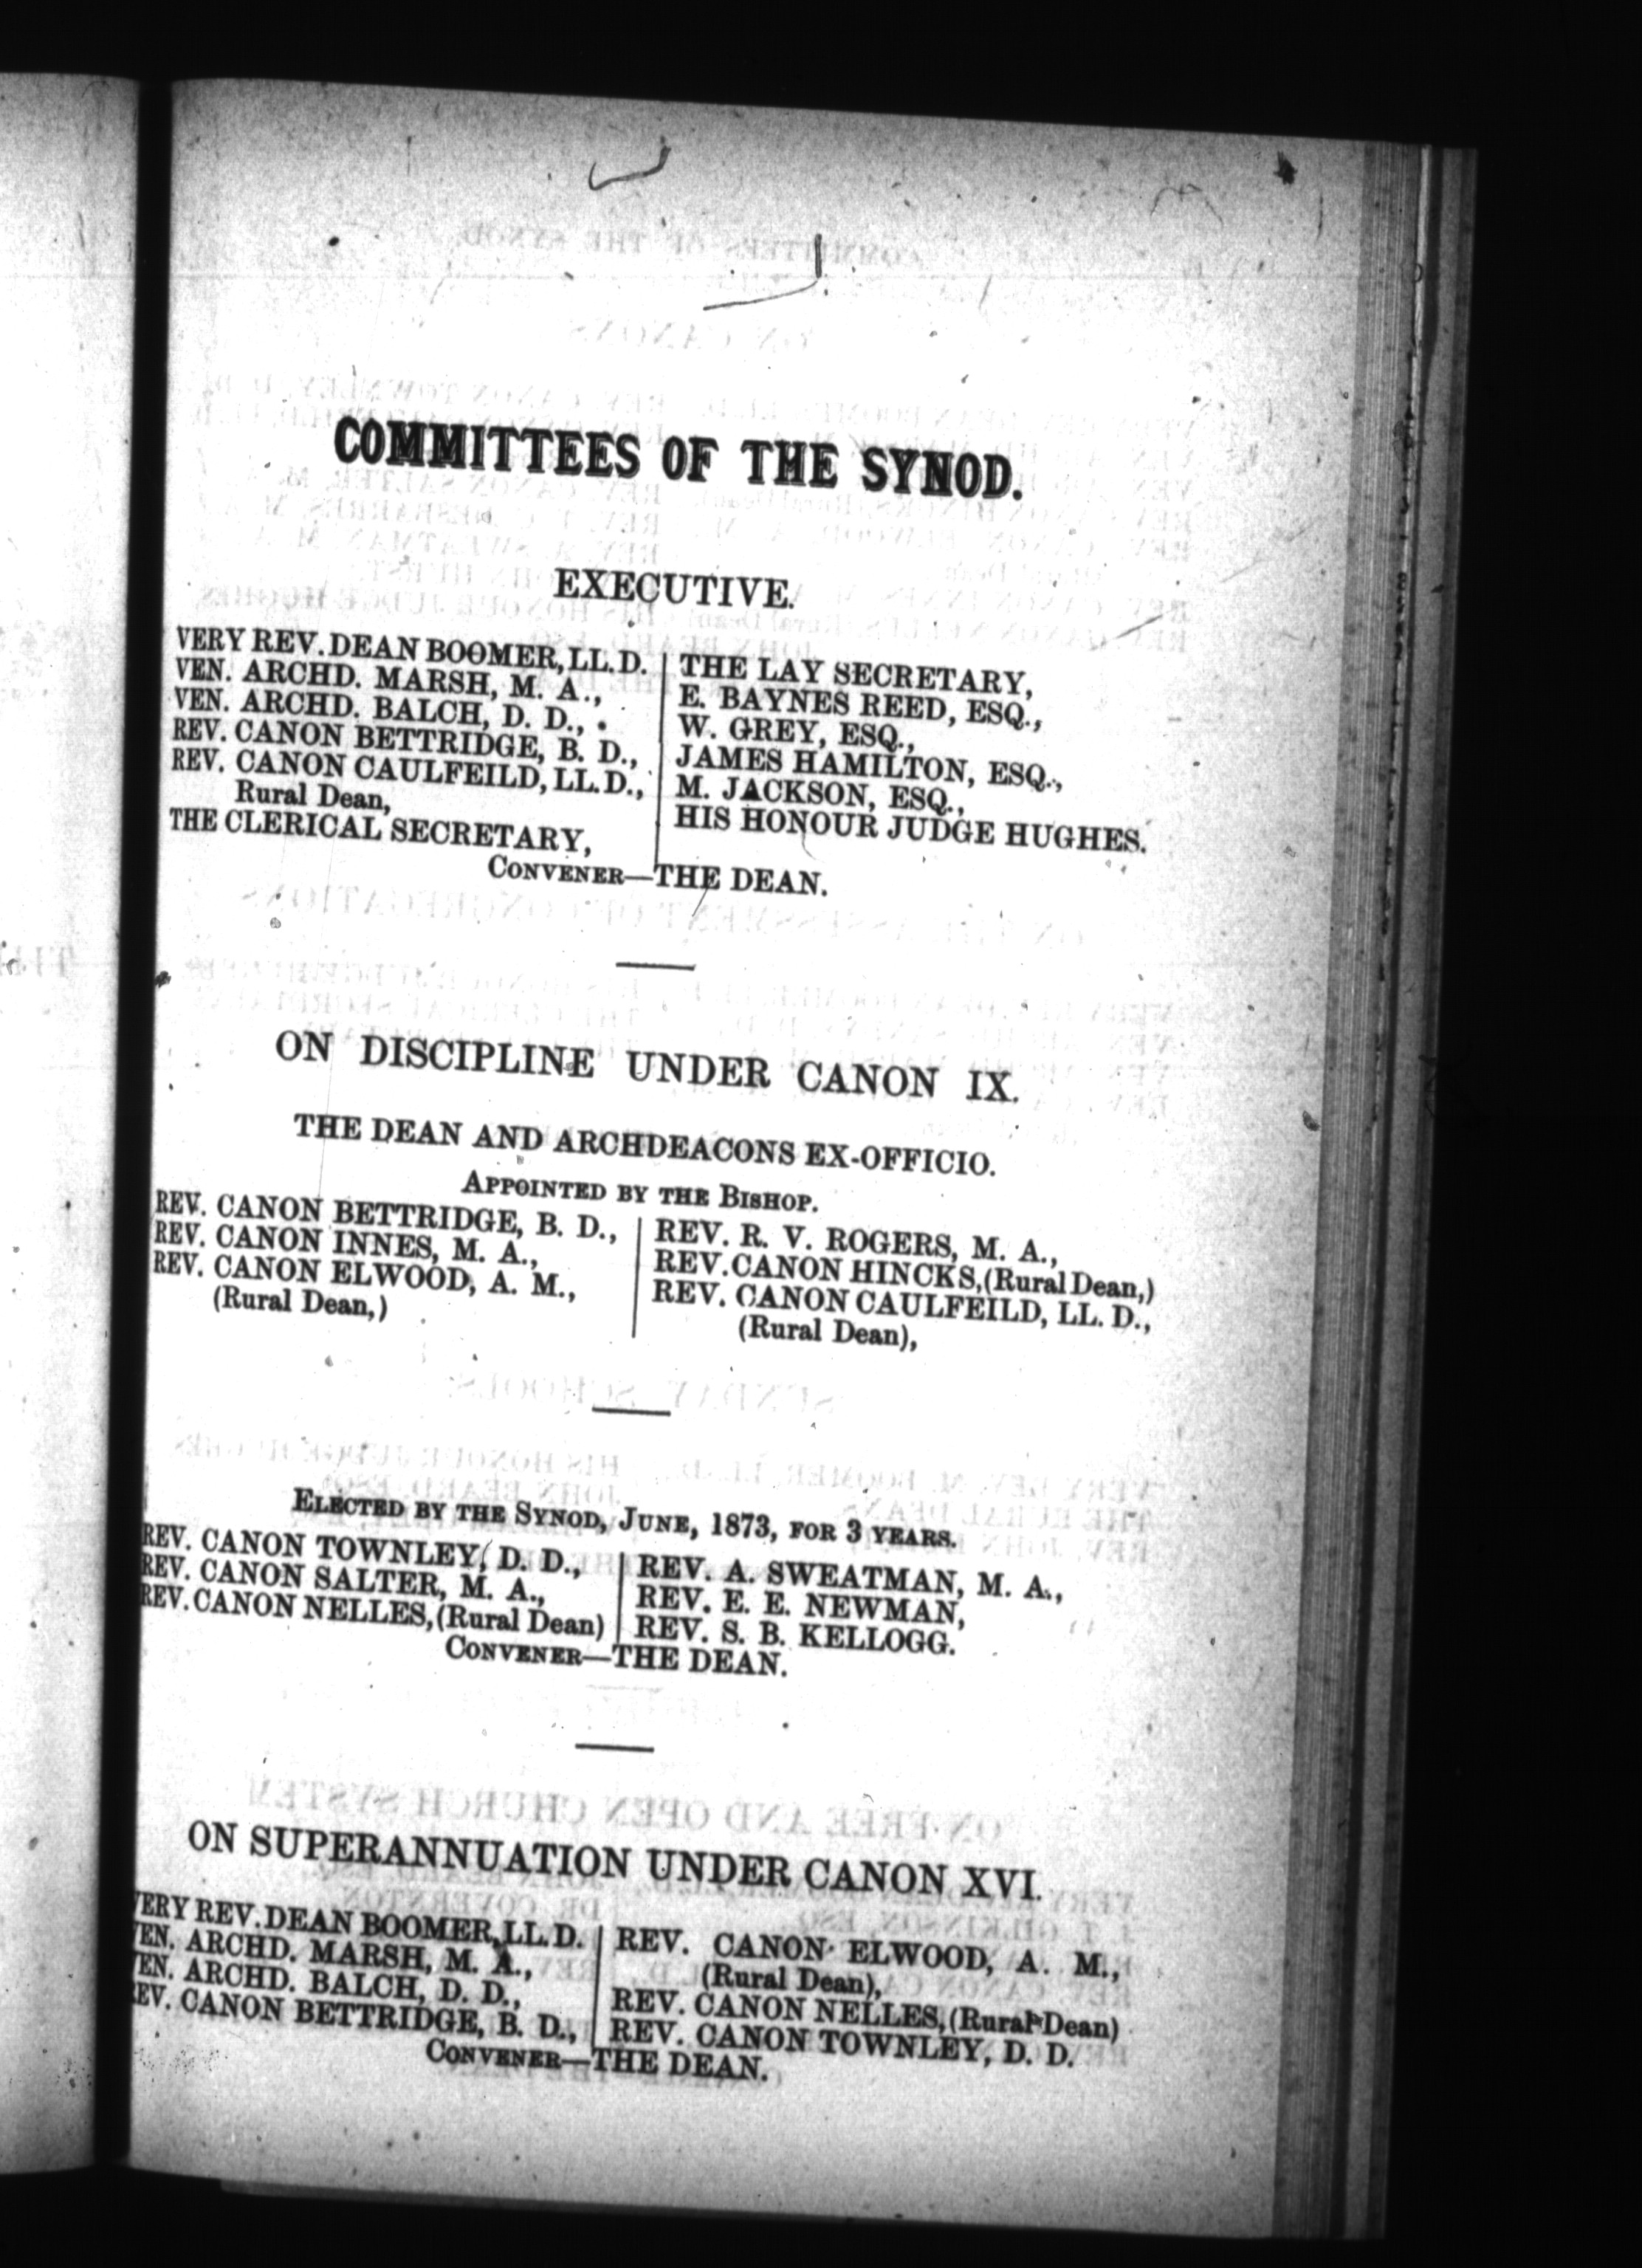 COMMITTEES OF THE SYNOD.
EXECUTIVE.
VERY REV. DEAN BOOMER, LL. D.
VEN. ARCHD. MARSH, M. A.,
VEN. ARCHD. BALCH, D. D.,
REV. CANON BETTRIDGE, B. D.,
REV. CANON CAULFEILD, LL. D.,
Rural Dean,
THE CLERICAL SECRETARY,
THE LAY SECRETARY,
E. BAYNES REED, ESQ.,
W. GREY, ESQ.,
JAMES HAMILTON, ESQ.,
M. JACKSON, ESQ.,
HIS HONOUR JUDGE HUGHES.
CONVENER—THE DEAN.
ON DISCIPLINE UNDER CANON IX.
THE DEAN AND ARCHDEACONS EX-OFFICIO.
APPOINTED BY THE BISHOP.
REV. CANON BETTRIDGE, B. D.,
REV. CANON INNES, M. A.,
REV. CANON ELWOOD, A. M.,
(Rural Dean,)
REV. R. V. ROGERS, M. A.,
REV. CANON HINCKS, (Rural Dean,)
REV. CANON CAULFEILD, LL. D.,
(Rural Dean),
ELECTED BY THE SYNOD, JUNE, 1873, FOR 3 YEARS.
REV. CANON TOWNLEY, D. D.,
REV. CANON SALTER, M. A.,
REV. CANON NELLES, (Rural Dean)
REV. A. SWEATMAN, M. A.,
REV. E. E. NEWMAN,
REV. S. B. KELLOGG.
CONVENER—THE DEAN.
ON SUPERANNUATION UNDER CANON XVI.
VERY REV. DEAN BOOMER, LL. D.
VEN. ARCHD. MARSH, M. A.,
VEN. ARCHD. BALCH, D. D.,
REV. CANON BETTRIDGE, B. D.,
REV. CANON ELWOOD, A. M.,
(Rural Dean),
REV. CANON NELLES, (Rural Dean)
REV. CANON TOWNLEY, D. D.
CONVENER—THE DEAN.